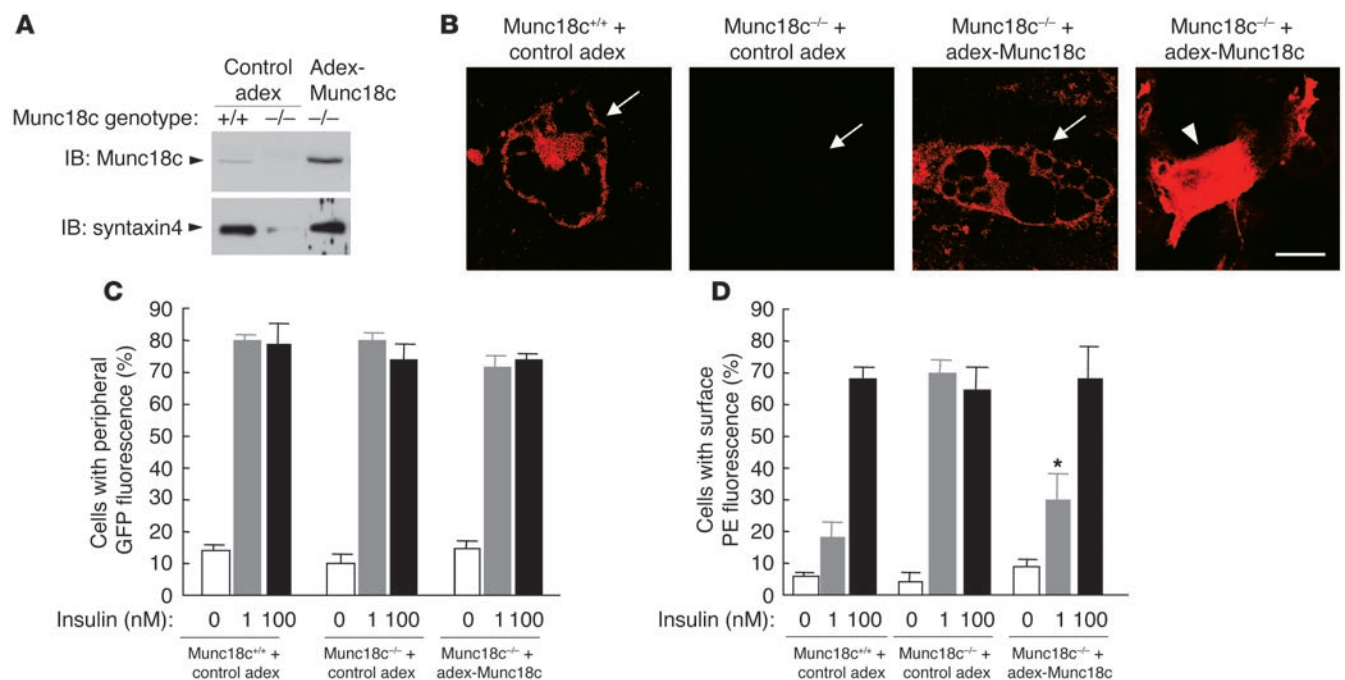 A
Control
adex
Adex-
Munc18c
Munc18c genotype: +/+ –/– –/–
IB: Munc18c
IB: syntaxin4
B
Munc18c+/+ +
control adex
Munc18c–/– +
control adex
Munc18c–/– +
adex-Munc18c
Munc18c–/– +
adex-Munc18c
C
Cells with peripheral
GFP fluorescence (%)
90
80
70
60
50
40
30
20
10
0
Insulin (nM): 0 1 100 0 1 100 0 1 100
Munc18c+/+ +
control adex
Munc18c–/– +
control adex
Munc18c–/– +
adex-Munc18c
D
Cells with surface
PE fluorescence (%)
90
80
70
60
50
40
30
20
10
0
*
Insulin (nM): 0 1 100 0 1 100 0 1 100
Munc18c+/+ +
control adex
Munc18c–/– +
control adex
Munc18c–/– +
adex-Munc18c